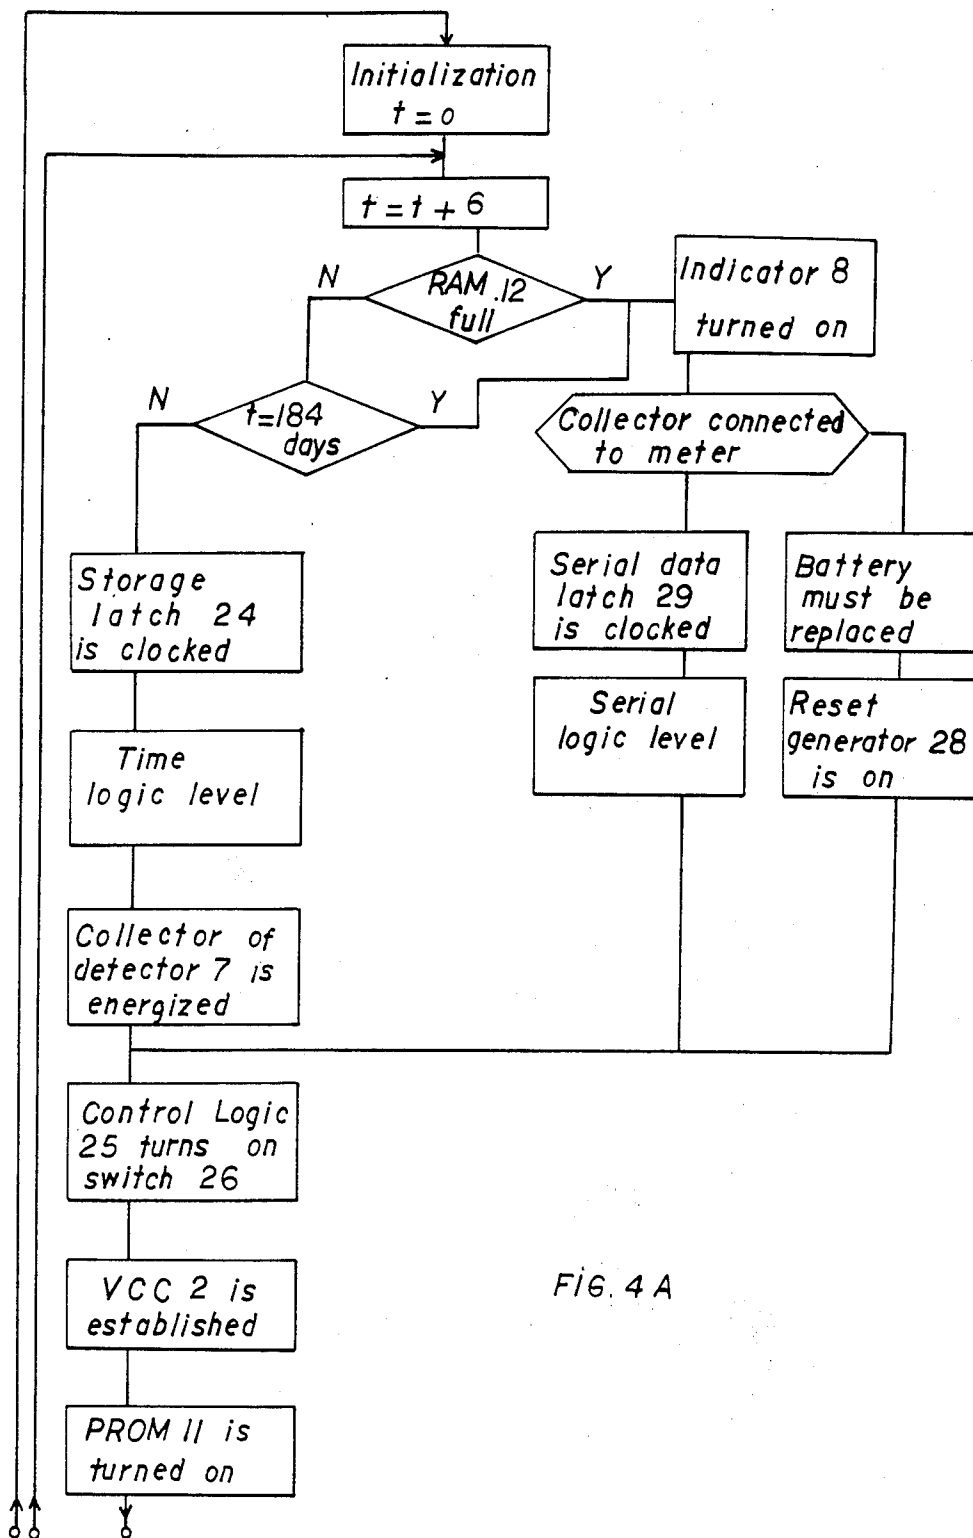 Initialization
t = 0
t = t + 6
N
RAM.12
full
Y
Indicator 8
turned on
N
t=184
days
Y
Collector connected
to meter
Storage
latch 24
is clocked
Serial data
latch 29
is clocked
Battery
must be
replaced
Time
logic level
Serial
logic level
Reset
generator 28
is on
Collector of
detector 7 is
energized
Control Logic
25 turns on
switch 26
VCC 2 is
established
FIG. 4 A
PROM 11 is
turned on